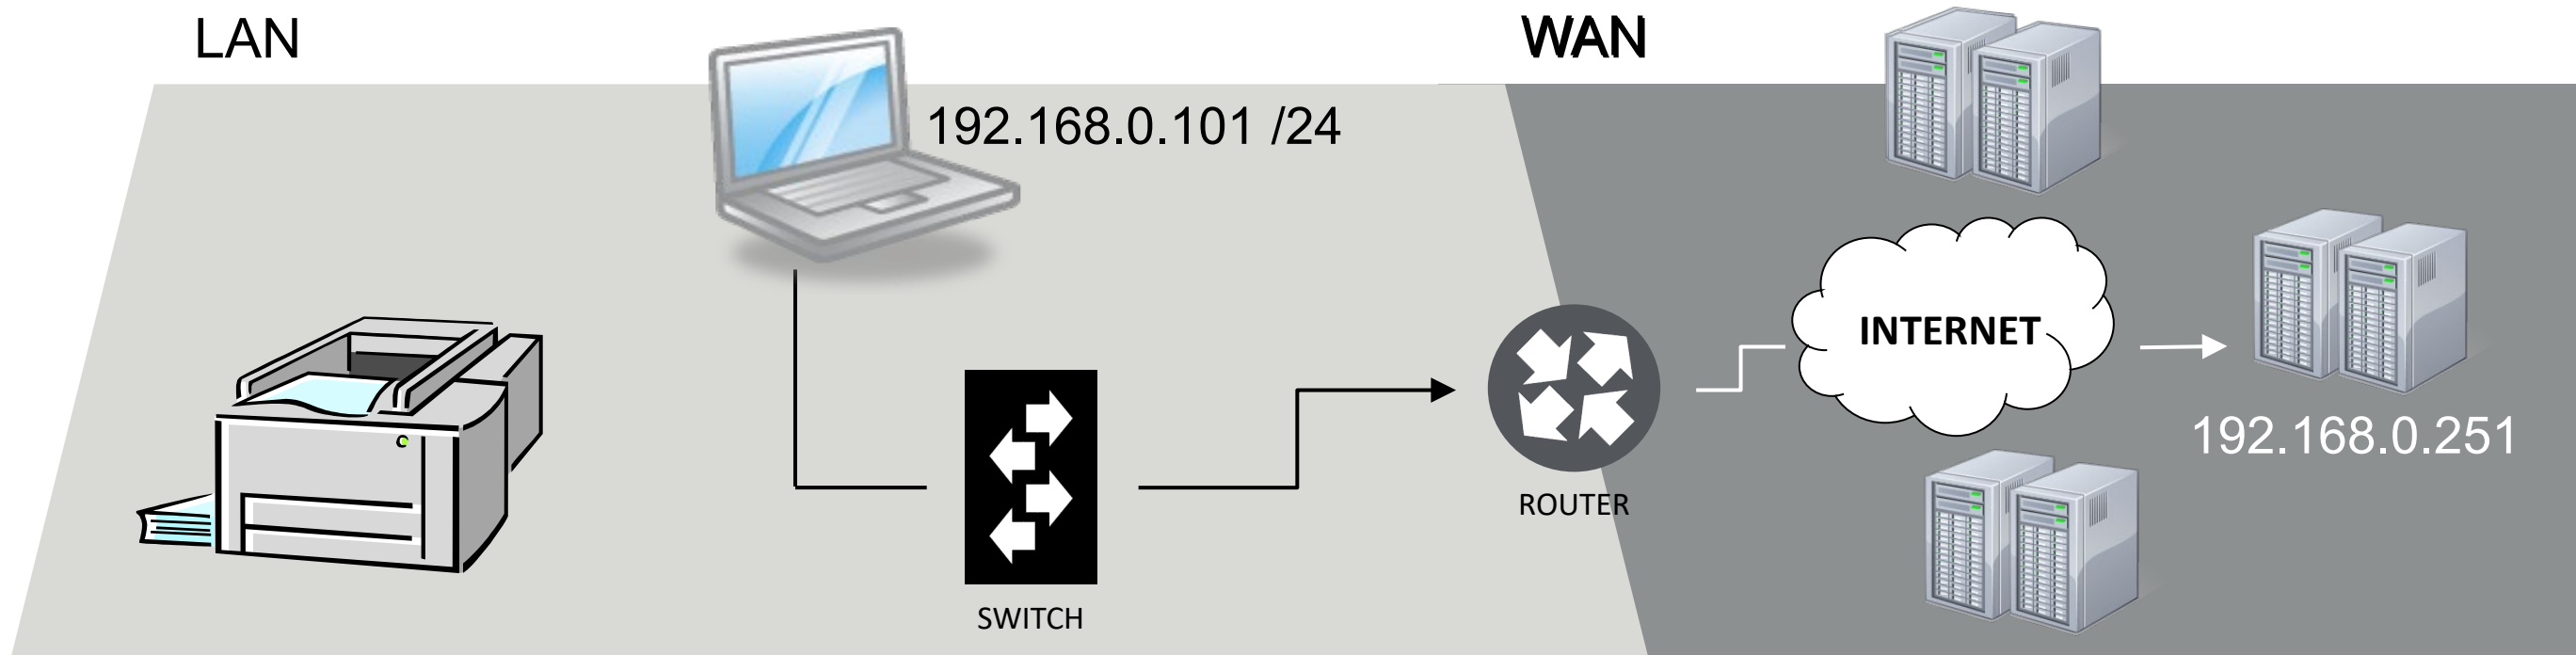 LAN
WAN
192.168.0.101 /24
INTERNET
192.168.0.251
ROUTER
SWITCH